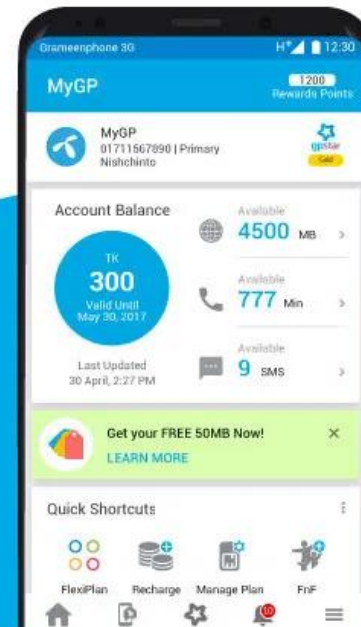 Grameenphone 3G
H+ 12:30
MyGP
1200
Rewards Points
MyGP
01711567890 | Primary
Nishchinto
gpstar
Gold
Account Balance
TK
300
Valid Until
May 30, 2017
Last Updated
30 April, 2:27 PM
Available
4500 MB
Available
777 Min
Available
9 SMS
Get your FREE 50MB Now!
LEARN MORE
Quick Shortcuts
FlexiPlan
Recharge
Manage Plan
FnF
10